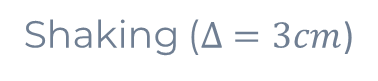 Shaking (Δ = 3cm)